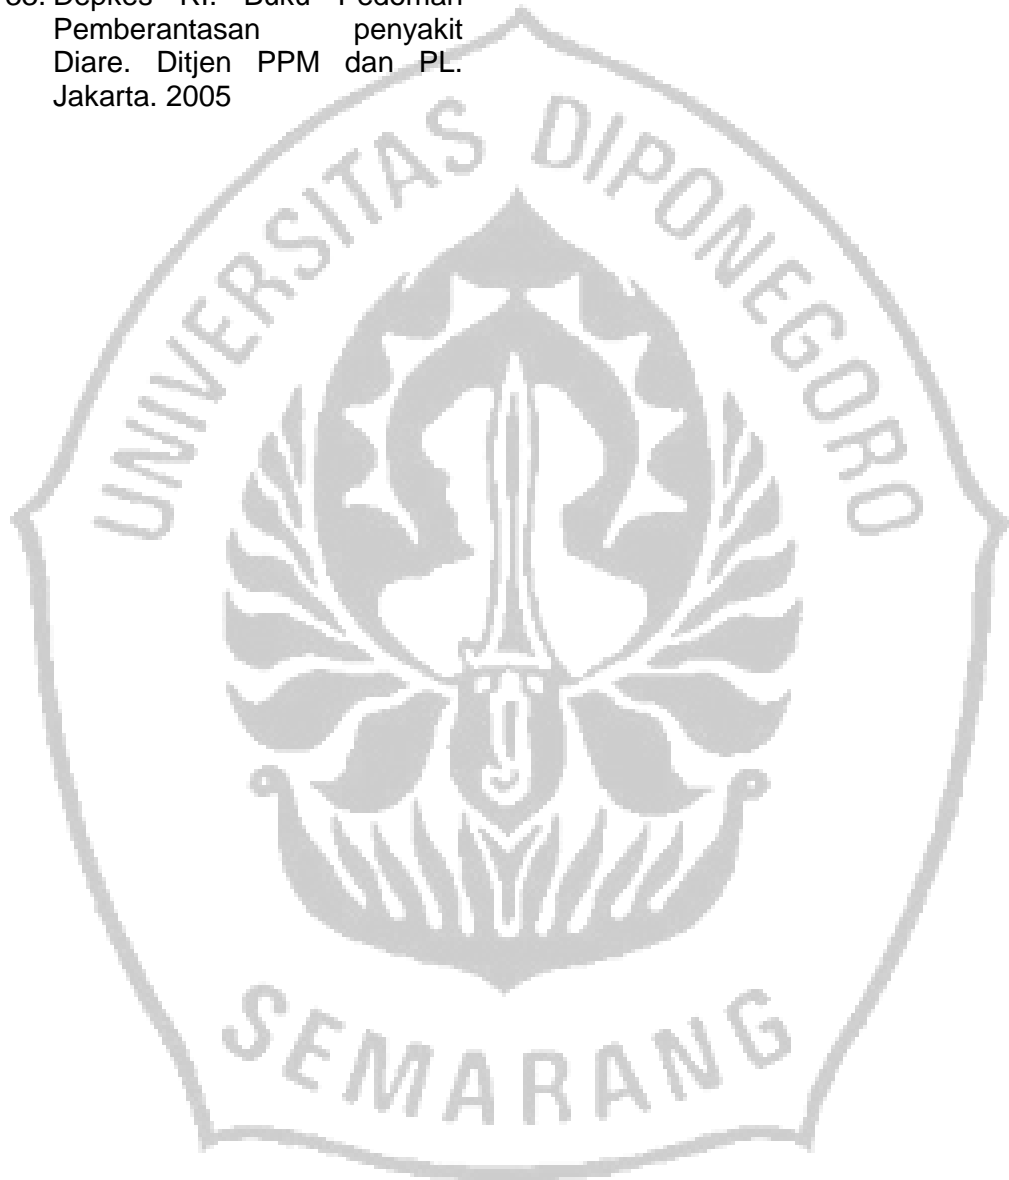 Depkes RI. Buku Pedoman
Pemberantasan penyakit
Diare. Ditjen PPM dan PL.
Jakarta. 2005
UNIVERSITAS DIPONEGORO
SEMARANG